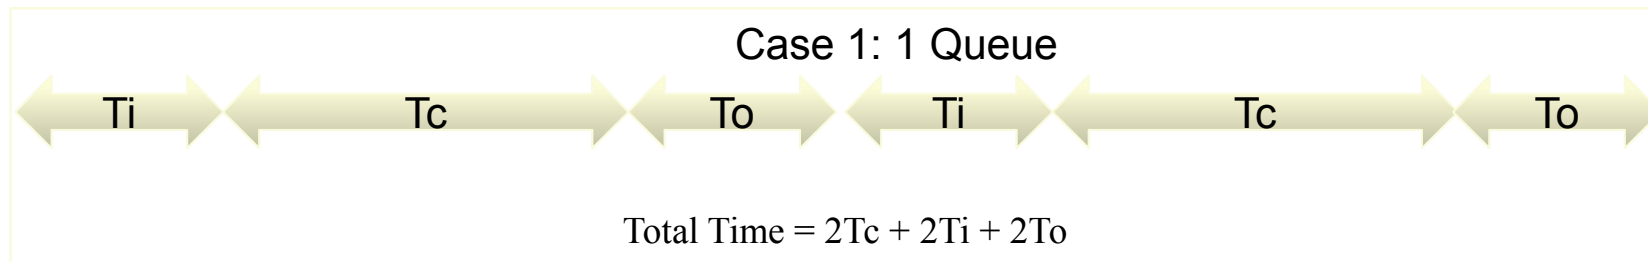 Case 1: 1 Queue
Ti Tc To Ti Tc To
Total Time = 2Tc + 2Ti + 2To